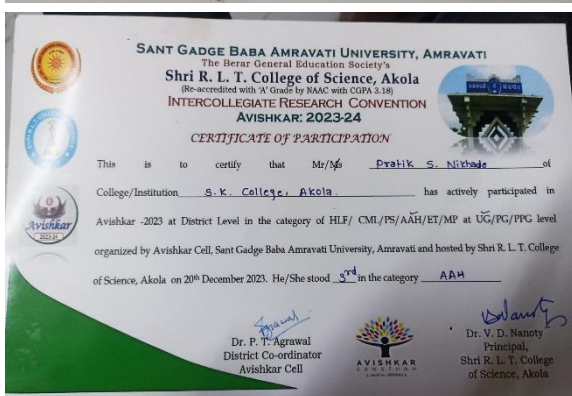 SANT GADGE BABA AMRAVATI UNIVERSITY, AMRAVATI
The Berar General Education Society's
Shri R. L. T. College of Science, Akola
(Re-accredited with 'A' Grade by NAAC with CGPA 3.18)
INTERCOLLEGIATE RESEARCH CONVENTION
AVISHKAR: 2023-24
CERTIFICATE OF PARTICIPATION
This is to certify that Mr/Ms Pratik S. Nikhade of
College/Institution S.K. College, Akola. has actively participated in
Avishkar -2023 at District Level in the category of HLF/ CML/PS/AAH/ET/MP at UG/PG/PPG level
organized by Avishkar Cell, Sant Gadge Baba Amravati University, Amravati and hosted by Shri R. L. T. College
of Science, Akola on 20th December 2023. He/She stood 3rd in the category AAH
Avishkar
2023-24
Agrawal
Dr. P. T. Agrawal
District Co-ordinator
Avishkar Cell
AVISHKAR
SANSTHAN
Dr. V. D. Nanoty
Principal,
Shri R. L. T. College
of Science, Akola